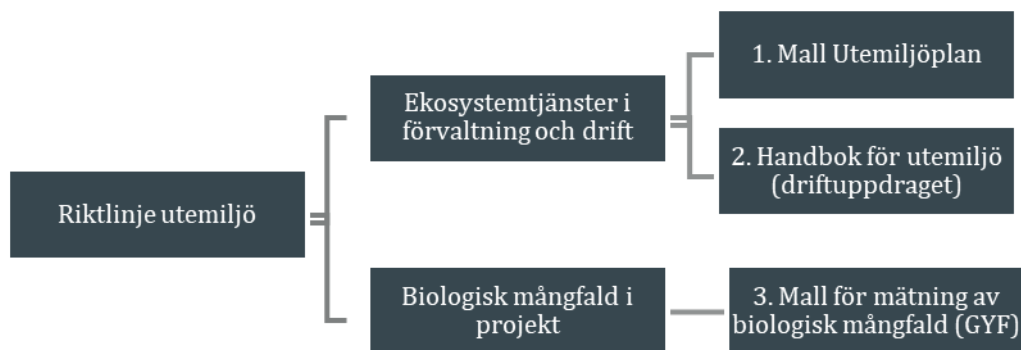 Riktlinje utemiljö
Ekosystemtjänster i
förvaltning och drift
1. Mall Utemiljöplan
2. Handbok för utemiljö
(driftuppdraget)
Biologisk mångfald i
projekt
3. Mall för mätning av
biologisk mångfald (GYF)